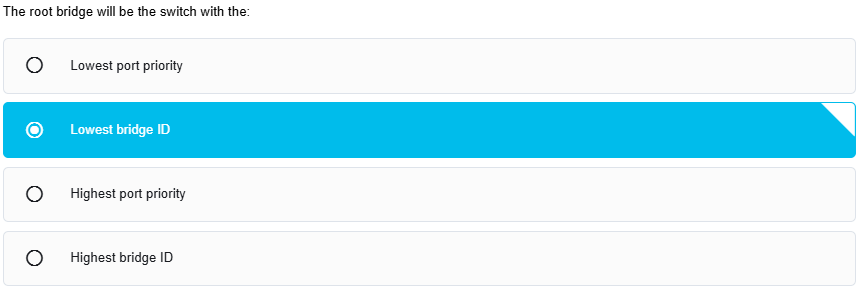 The root bridge will be the switch with the:
Lowest port priority
Lowest bridge ID
Highest port priority
Highest bridge ID